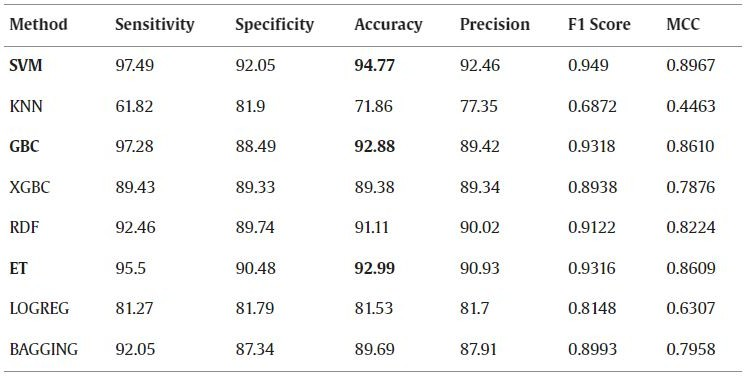 Method Sensitivity Specificity Accuracy Precision F1 Score MCC
SVM 97.49 92.05 94.77 92.46 0.949 0.8967
KNN 61.82 81.9 71.86 77.35 0.6872 0.4463
GBC 97.28 88.49 92.88 89.42 0.9318 0.8610
XGBC 89.43 89.33 89.38 89.34 0.8938 0.7876
RDF 92.46 89.74 91.11 90.02 0.9122 0.8224
ET 95.5 90.48 92.99 90.93 0.9316 0.8609
LOGREG 81.27 81.79 81.53 81.7 0.8148 0.6307
BAGGING 92.05 87.34 89.69 87.91 0.8993 0.7958